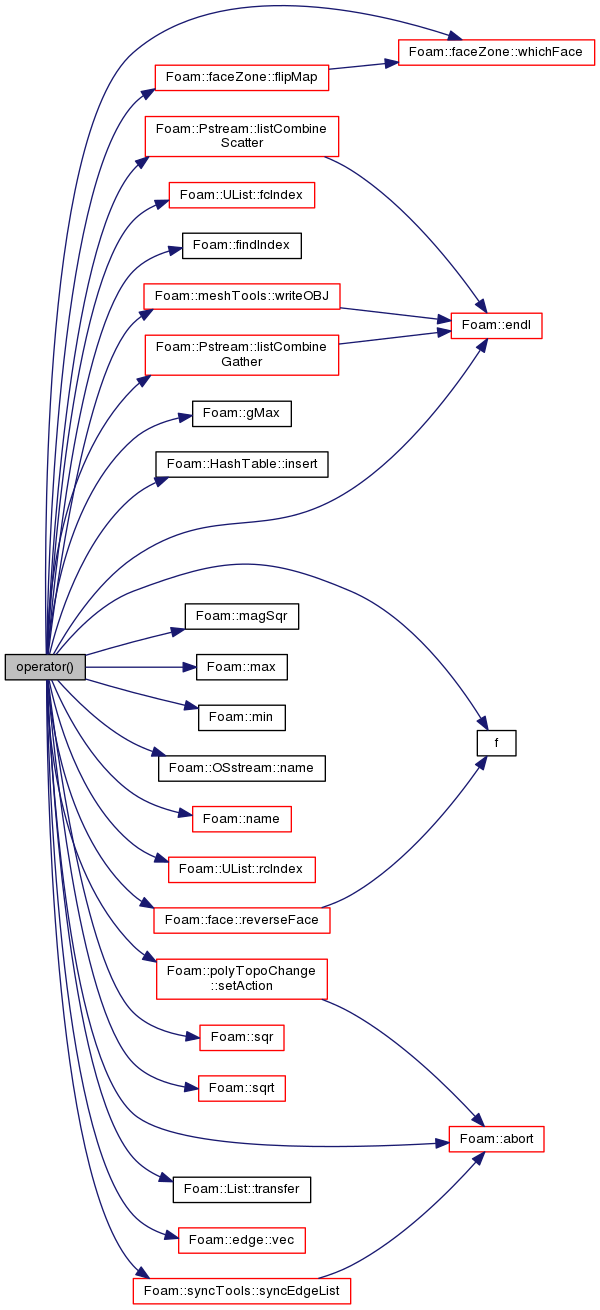 Foam::faceZone::whichFace
Foam::faceZone::flipMap
Foam::Pstream::listCombine
Scatter
Foam::UList::fcIndex
Foam::findIndex
Foam::meshTools::writeOBJ
Foam::endl
Foam::Pstream::listCombine
Gather
Foam::gMax
Foam::HashTable::insert
Foam::magSqr
operator()
Foam::max
Foam::min
f
Foam::OSstream::name
Foam::name
Foam::UList::rcIndex
Foam::face::reverseFace
Foam::polyTopoChange
::setAction
Foam::sqr
Foam::sqrt
Foam::abort
Foam::List::transfer
Foam::edge::vec
Foam::syncTools::syncEdgeList